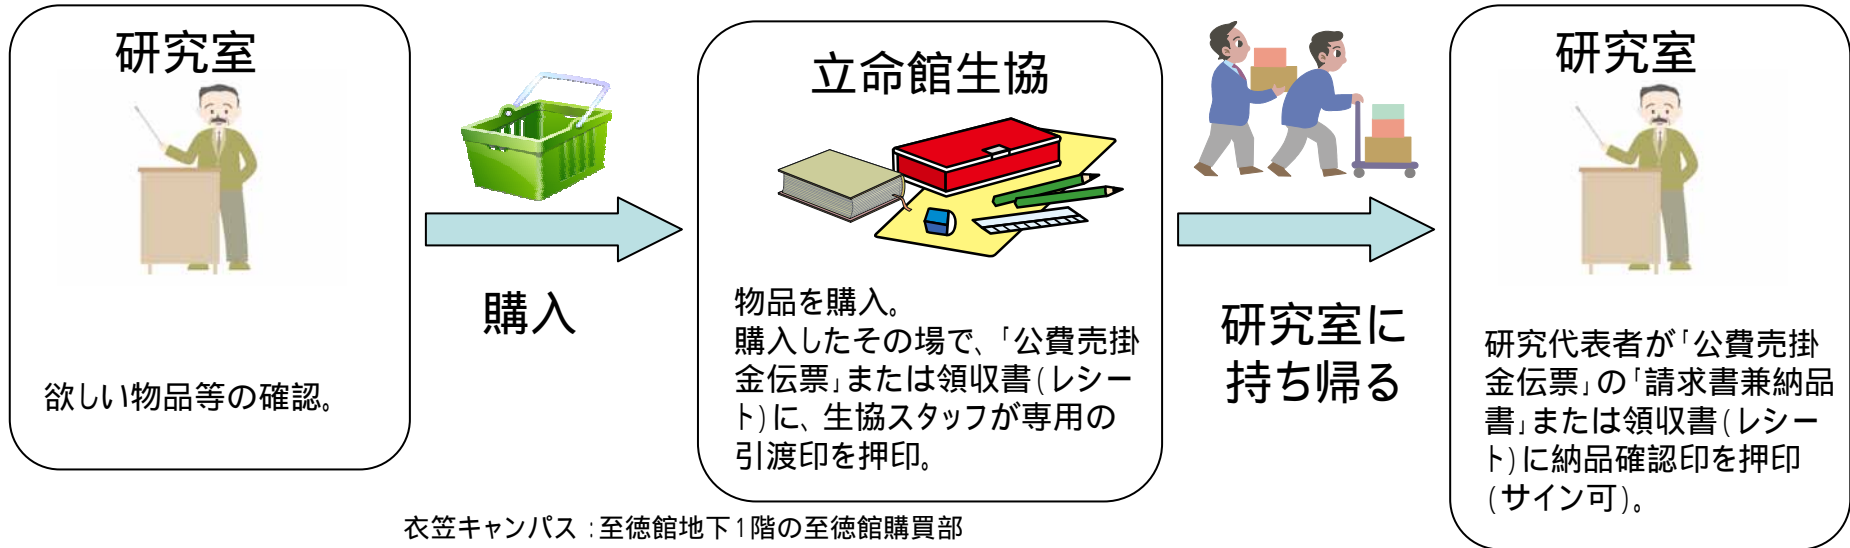 研究室
欲しい物品等の確認。
購入
立命館生協
物品を購入。
購入したその場で、「公費売掛
金伝票」または領収書(レシー
ト)に、生協スタッフが専用の
引渡印を押印。
研究室に
持ち帰る
研究室
研究代表者が「公費売掛
金伝票」の「請求書兼納品
書」または領収書(レシー
ト)に納品確認印を押印
(サイン可)。
衣笠キャンパス:至徳館地下1階の至徳館購買部